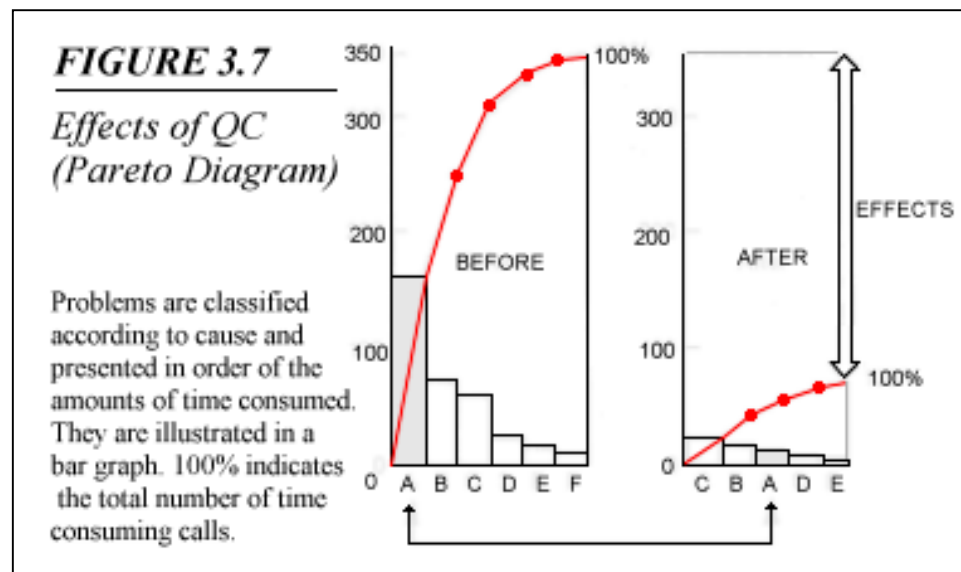 FIGURE 3.7
Effects of QC
(Pareto Diagram)
Problems are classified
according to cause and
presented in order of the
amounts of time consumed.
They are illustrated in a
bar graph. 100% indicates
the total number of time
consuming calls.
350
300
200
100
0
0
A B C D E F
BEFORE
100%
300
200
100
0
C B A D E
AFTER
100%
EFFECTS